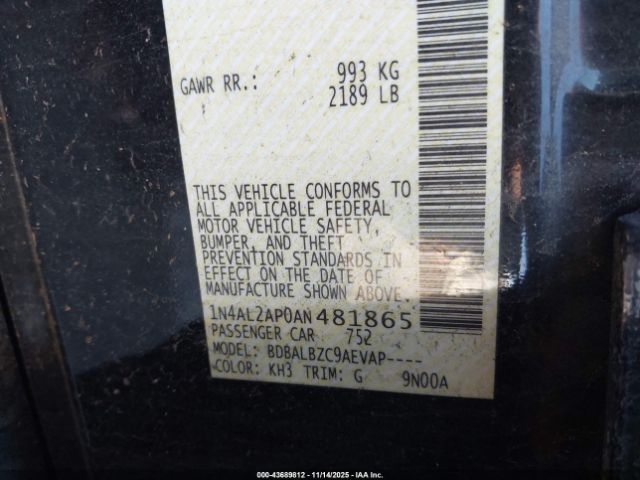 GAWR RR.: 993 KG
2189 LB
THIS VEHICLE CONFORMS TO
ALL APPLICABLE FEDERAL
MOTOR VEHICLE SAFETY,
BUMPER, AND THEFT
PREVENTION STANDARDS IN
EFFECT ON THE DATE OF
MANUFACTURE SHOWN ABOVE.
1N4AL2AP0AN481865
PASSENGER CAR 752
MODEL: BDBALBZC9AEVAP----
COLOR: KH3 TRIM: G 9N00A
000-43689812 | 11/14/2025 | IAA Inc.